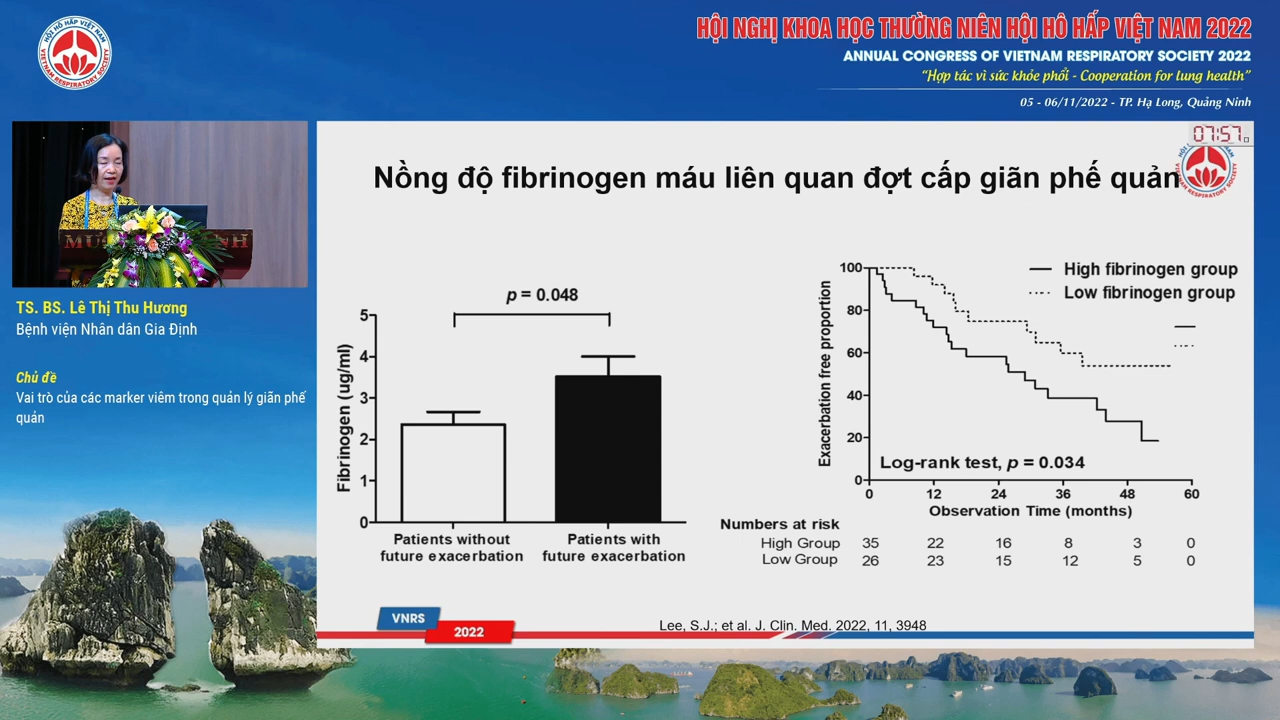 HỘI NGHỊ KHOA HỌC THƯỜNG NIÊN HỘI HÔ HẤP VIỆT NAM 2022
ANNUAL CONGRESS OF VIETNAM RESPIRATORY SOCIETY 2022
“Hợp tác vì sức khỏe phổi - Cooperation for lung health”
05 - 06/11/2022 - TP. Hạ Long, Quảng Ninh
HỘI HÔ HẤP VIỆT NAM
VIETNAM RESPIRATORY SOCIETY
TS. BS. Lê Thị Thu Hương
Bệnh viện Nhân dân Gia Định
Chủ đề
Vai trò của các marker viêm trong quản lý giãn phế
quản
07:57
Nồng độ fibrinogen máu liên quan đợt cấp giãn phế quản
p = 0.048
Fibrinogen (ug/ml)
5
4
3
2
1
0
Patients without
future exacerbation
Patients with
future exacerbation
High fibrinogen group
Low fibrinogen group
Exacerbation free proportion
100
80
60
40
20
0
Log-rank test, p = 0.034
0 12 24 36 48 60
Observation Time (months)
Numbers at risk
High Group 35 22 16 8 3 0
Low Group 26 23 15 12 5 0
Lee, S.J.; et al. J. Clin. Med. 2022, 11, 3948
VNRS
2022